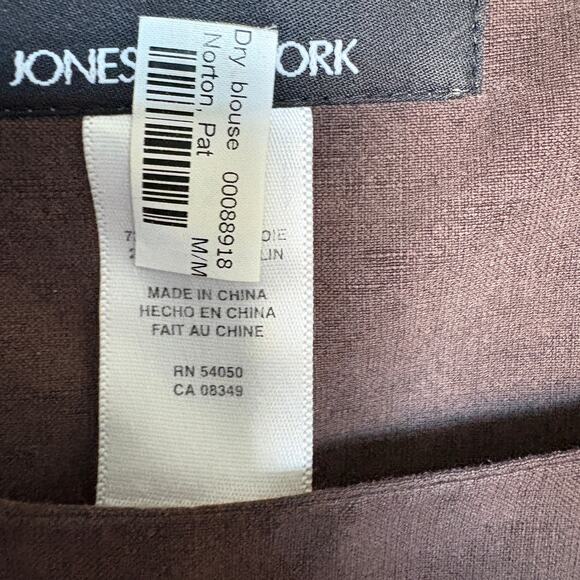 JONES ORK
Dry blouse 00088918
Norton, Pat M/M
OIE
LIN
MADE IN CHINA
HECHO EN CHINA
FAIT AU CHINE
RN 54050
CA 08349